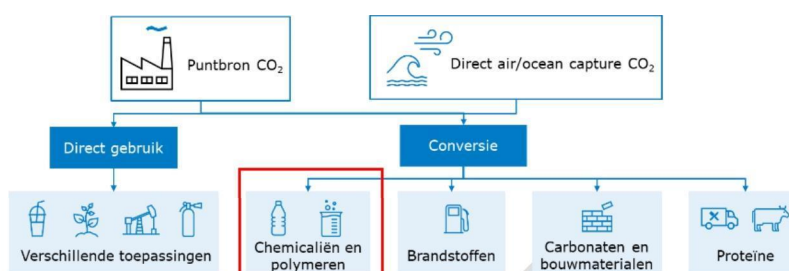 Puntbron CO₂
Direct air/ocean capture CO₂
Direct gebruik
Conversie
Verschillende toepassingen
Chemicaliën en
polymeren
Brandstoffen
Carbonaten en
bouwmaterialen
Proteïne